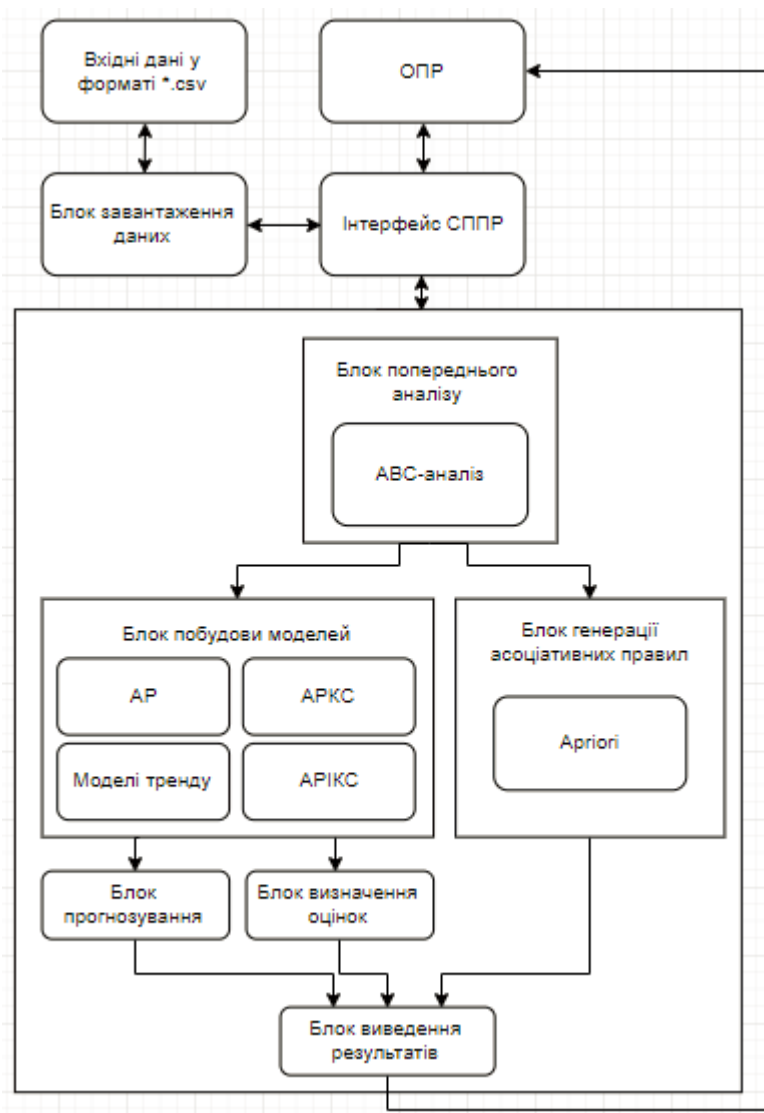 Вхідні дані у
форматі *.csv
ОПР
Блок завантаження
даних
Інтерфейс СППР
Блок попереднього
аналізу
АВС-аналіз
Блок побудови моделей
АР
АРКС
Моделі тренду
АРІКС
Блок генерації
асоціативних правил
Apriori
Блок
прогнозування
Блок визначення
оцінок
Блок виведення
результатів